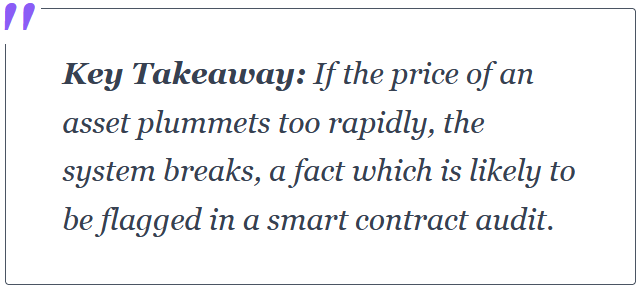 "
Key Takeaway: If the price of an
asset plummets too rapidly, the
system breaks, a fact which is likely to
be flagged in a smart contract audit.